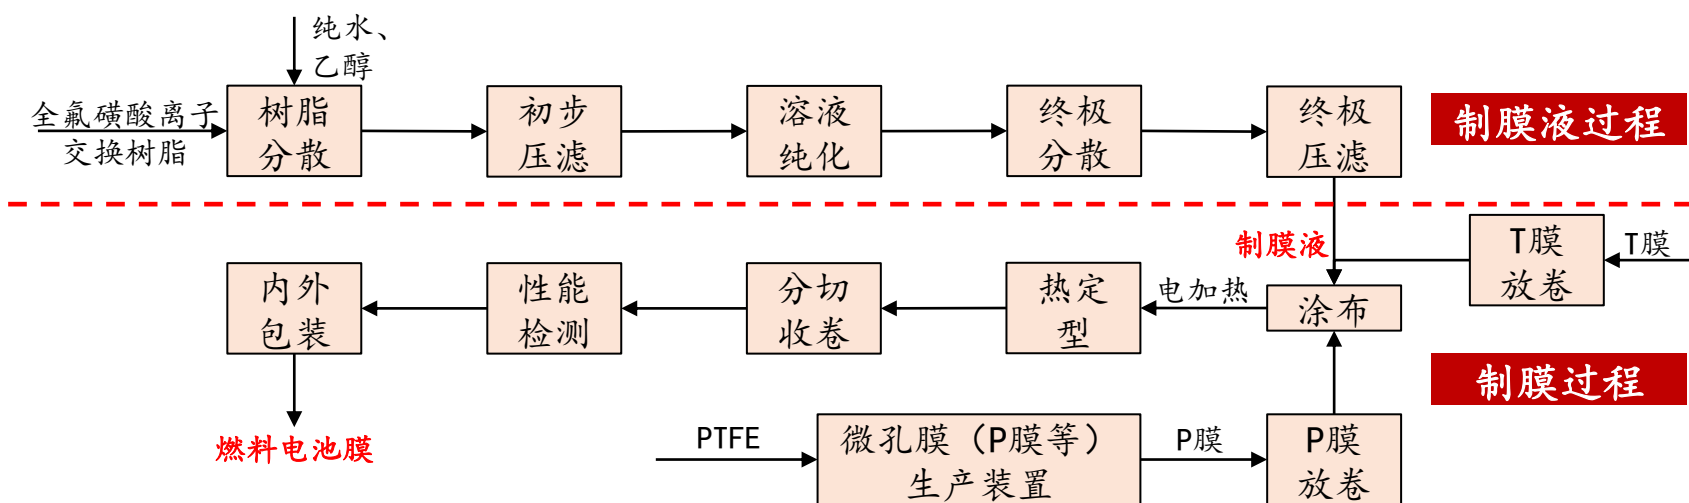 纯水、
乙醇
全氟磺酸离子
交换树脂
树脂
分散
初步
压滤
溶液
纯化
终极
分散
终极
压滤
制膜液过程
制膜液
T膜
放卷
T膜
内外
包装
性能
检测
分切
收卷
热定
型
电加热
涂布
制膜过程
燃料电池膜
PTFE
微孔膜（P膜等）
生产装置
P膜
P膜
放卷